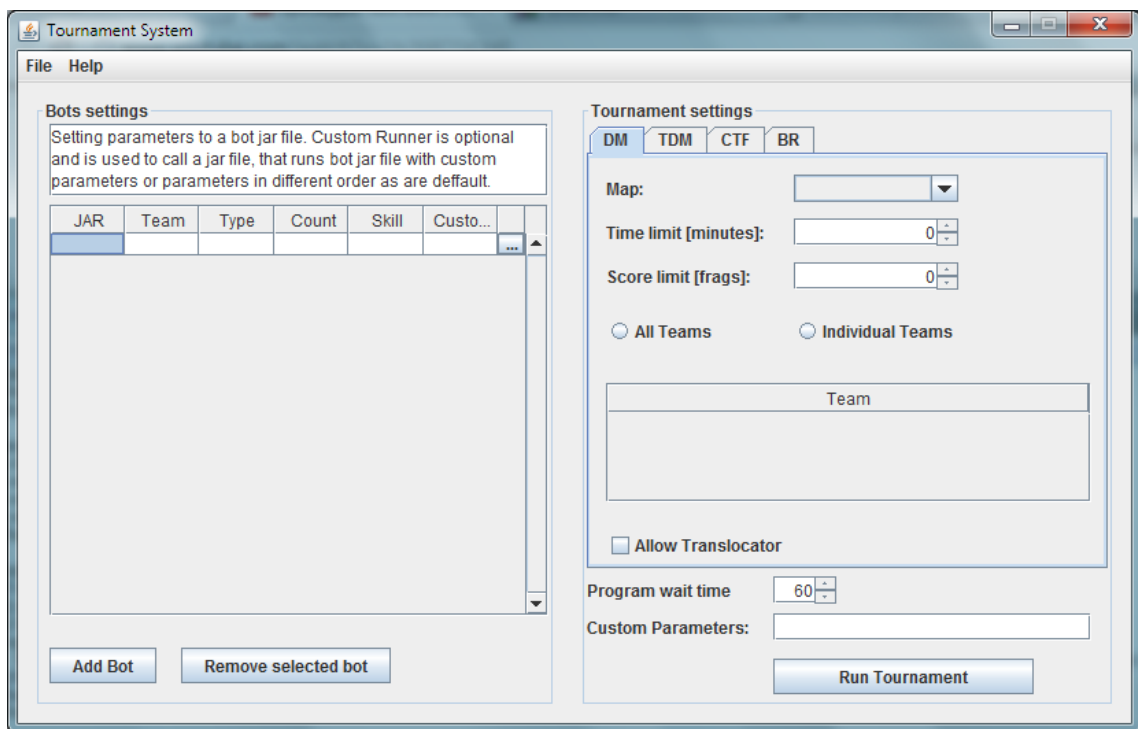 Tournament System
File Help
Bots settings
Setting parameters to a bot jar file. Custom Runner is optional
and is used to call a jar file, that runs bot jar file with custom
parameters or parameters in different order as are deffault.
JAR Team Type Count Skill Custo...
...
Add Bot Remove selected bot
Tournament settings
DM TDM CTF BR
Map:
Time limit [minutes]: 0
Score limit [frags]: 0
All Teams Individual Teams
Team
Allow Translocator
Program wait time 60
Custom Parameters:
Run Tournament